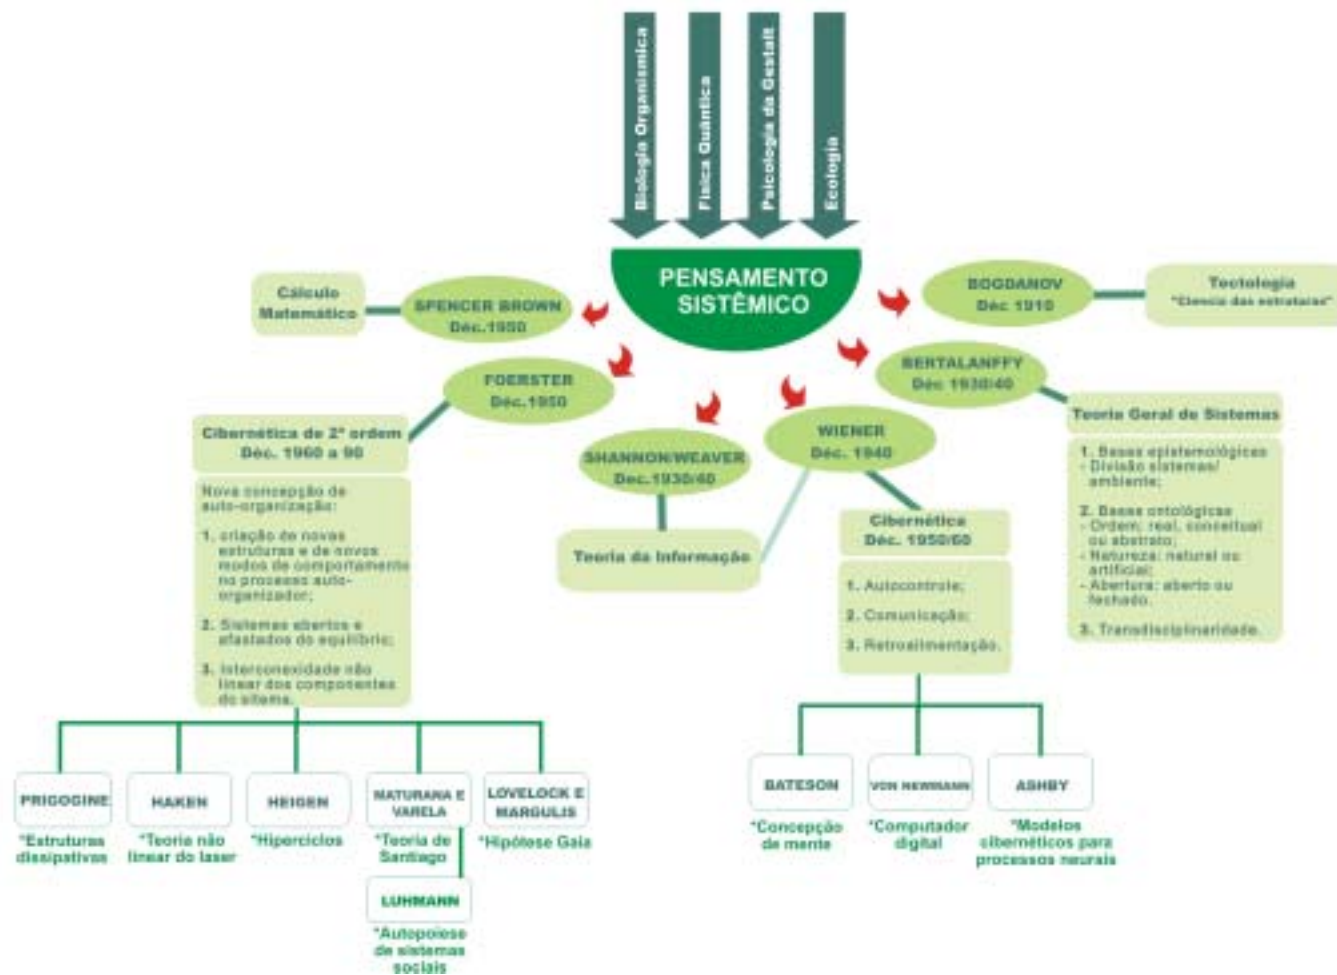 Biologia Organísmica
Física Quântica
Psicologia da Gestalt
Ecologia
PENSAMENTO
SISTÊMICO
Cálculo
Matemático
SPENCER BROWN
Déc.1950
BOGDANOV
Déc 1910
Tectologia
"Ciencia das estruturas"
FOERSTER
Déc.1950
BERTALANFFY
Déc 1930/40
Cibernética de 2ª ordem
Déc. 1960 a 90
Nova concepção de
auto-organização:
1. criação de novas
estruturas e de novos
modos de comportamento
no processo auto-
organizador;
2. Sistemas abertos e
afastados do equilíbrio;
3. Interconexidade não
linear dos componentes
do sitema.
SHANNON/WEAVER
Dec.1930/40
Teoria da Informação
WIENER
Déc. 1940
Cibernética
Déc. 1950/60
1. Autocontrole;
2. Comunicação;
3. Retroalimentação.
Teoria Geral de Sistemas
1. Bases epistemológicas
- Divisão sistemas/
ambiente;
2. Bases ontológicas
- Ordem: real, conceitual
ou abstrato;
- Natureza: natural ou
artificial;
- Abertura: aberto ou
fechado.
3. Transdisciplinaridade.
PRIGOGINE
*Estruturas
dissipativas
HAKEN
*Teoria não
linear do laser
HEIGEN
*Hiperciclos
MATURANA E
VARELA
*Teoria de
Santiago
LUHMANN
*Autopoiese
de sistemas
sociais
LOVELOCK E
MARGULIS
*Hipótese Gaia
BATESON
*Concepção
de mente
VON NEWMANN
*Computador
digital
ASHBY
*Modelos
cibernéticos para
processos neurais